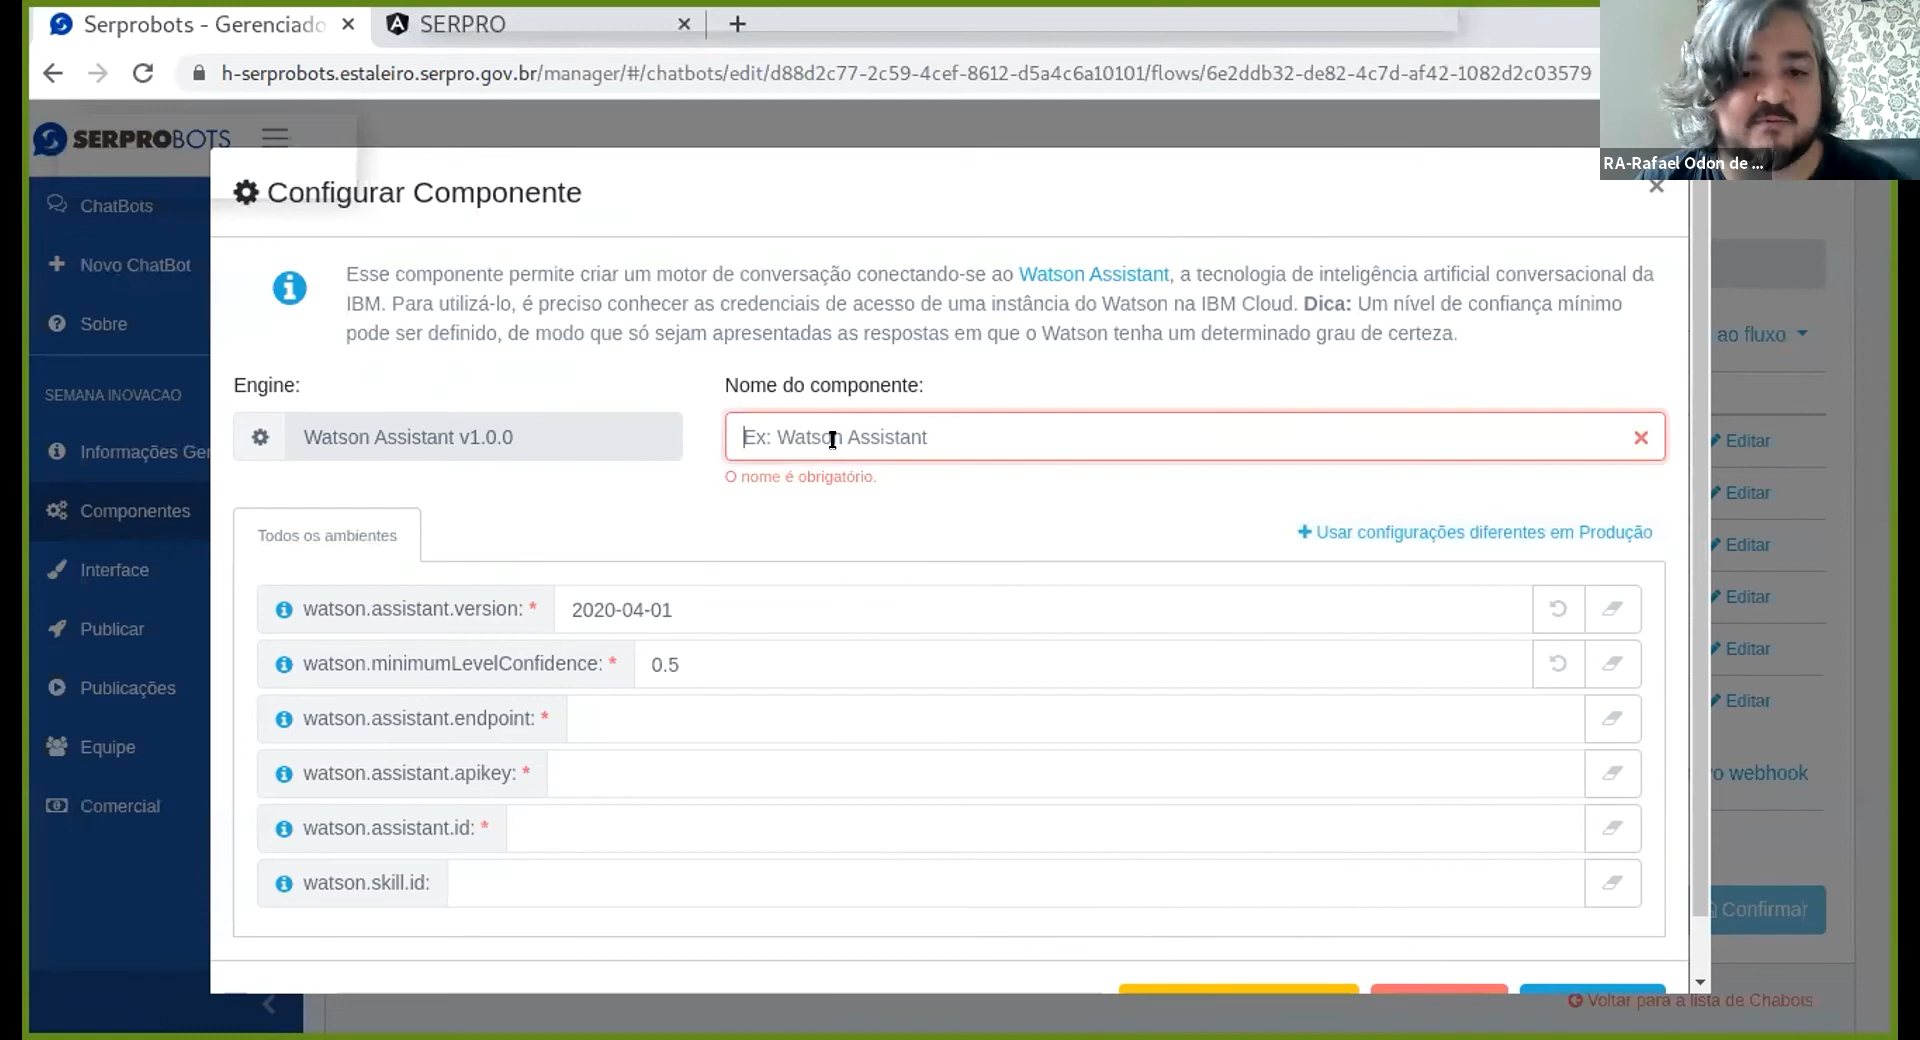 Serprobots - Gerenciado
SERPRO
h-serprobots.estaleiro.serpro.gov.br/manager/#/chatbots/edit/d88d2c77-2c59-4cef-8612-d5a4c6a10101/flows/6e2ddb32-de82-4c7d-af42-1082d2c03579
RA-Rafael Odon de ...
SERPROBOTS
ChatBots
Novo ChatBot
Sobre
SEMANA INOVACAO
Informações Ger
Componentes
Interface
Publicar
Publicações
Equipe
Comercial
Configurar Componente
Esse componente permite criar um motor de conversação conectando-se ao Watson Assistant, a tecnologia de inteligência artificial conversacional da
IBM. Para utilizá-lo, é preciso conhecer as credenciais de acesso de uma instância do Watson na IBM Cloud. Dica: Um nível de confiança mínimo
pode ser definido, de modo que só sejam apresentadas as respostas em que o Watson tenha um determinado grau de certeza.
Engine:
Watson Assistant v1.0.0
Nome do componente:
Ex: Watson Assistant
O nome é obrigatório.
Todos os ambientes
Usar configurações diferentes em Produção
watson.assistant.version: * 2020-04-01
watson.minimumLevelConfidence: * 0.5
watson.assistant.endpoint: *
watson.assistant.apikey: *
watson.assistant.id: *
watson.skill.id:
ao fluxo
Editar
Editar
Editar
Editar
Editar
Editar
o webhook
Confirmar
Voltar para a lista de Chabots